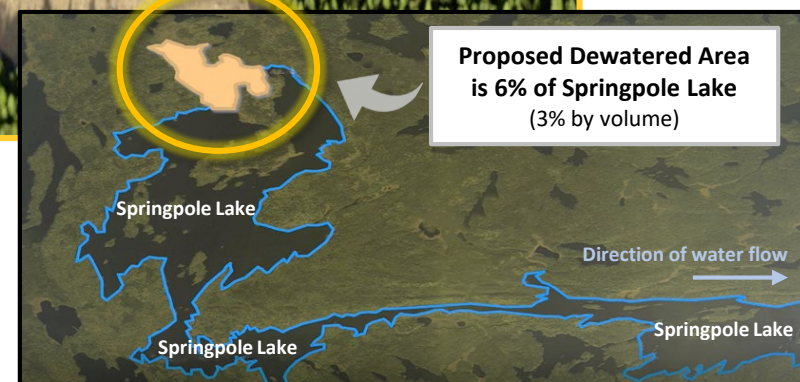 Proposed Dewatered Area
is 6% of Springpole Lake
(3% by volume)
Springpole Lake
Direction of water flow
Springpole Lake
Springpole Lake